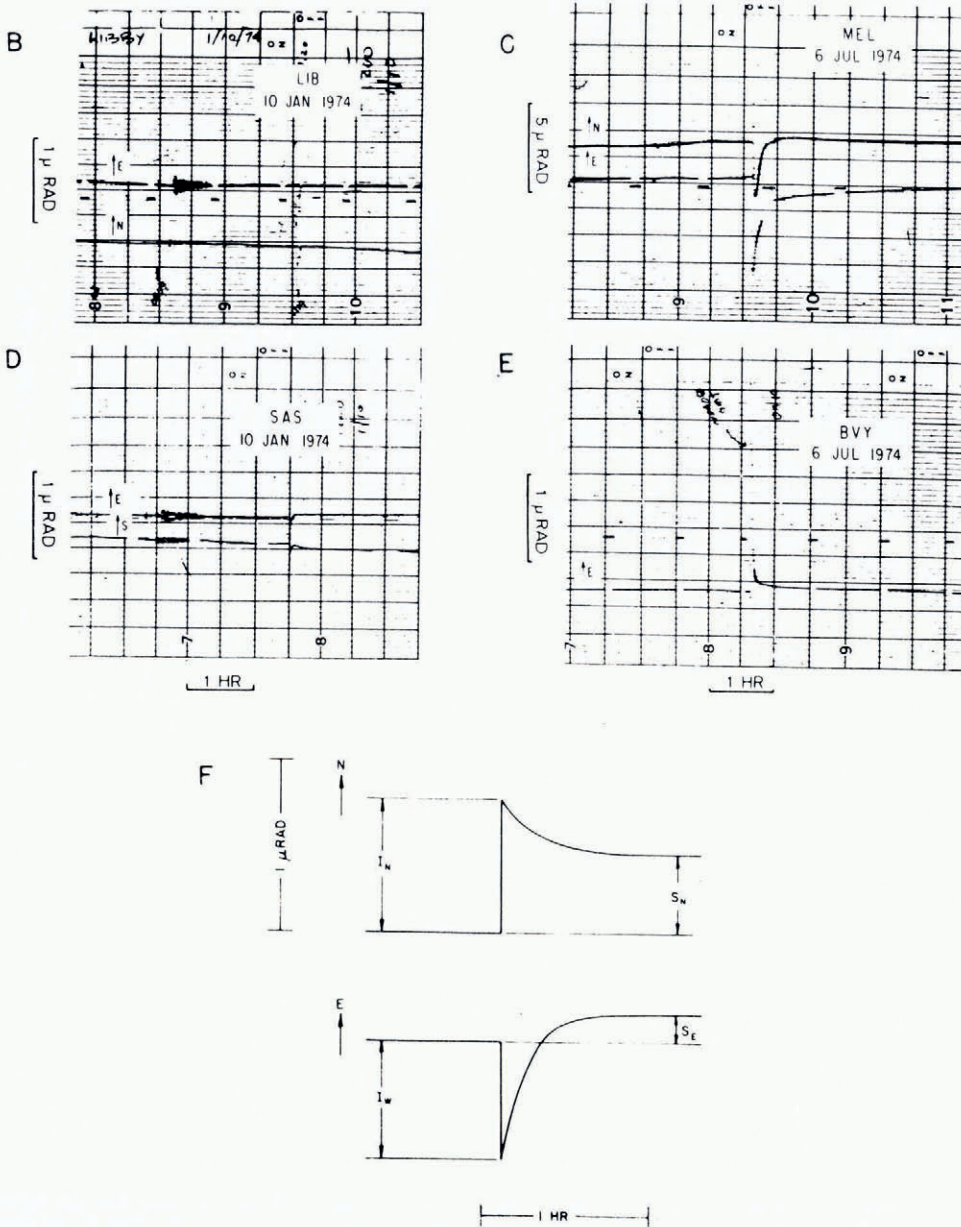 B
LIBBY 1/10/74
LIB
10 JAN 1974
1 μ RAD
↑E
↑N
8
9
10
C
MEL
6 JUL 1974
5 μ RAD
↑N
↑E
9
10
11
D
SAS
10 JAN 1974
1/10
1 μ RAD
↑E
↑S
7
8
1 HR
E
BVY
6 JUL 1974
1 μ RAD
↑E
7
8
9
1 HR
F
N
1 μRAD
I_N
S_N
E
S_E
I_W
1 HR